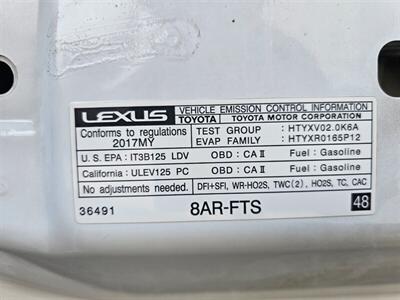 LEXUS VEHICLE EMISSION CONTROL INFORMATION
TOYOTA TOYOTA MOTOR CORPORATION
Conforms to regulations
2017MY
TEST GROUP : HTYXV02.0K6A
EVAP FAMILY : HTYXR0165P12
U. S. EPA : IT3B125 LDV OBD : CA II Fuel : Gasoline
California : ULEV125 PC OBD : CA II Fuel : Gasoline
No adjustments needed. DFI+SFI, WR-HO2S, TWC(2), HO2S, TC, CAC
36491 8AR-FTS 48